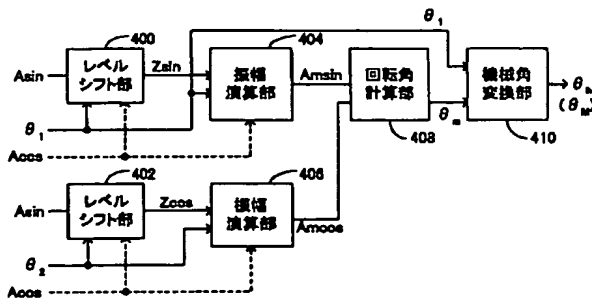 400
レベル
シフト部
Asin
Zsin
θ1
Acos
404
振幅
演算部
Amsin
回転角
計算部
408
θm
θ1
機械角
変換部
410
(θM)
402
レベル
シフト部
Asin
Zcos
θ2
Acos
406
振幅
演算部
Amcos